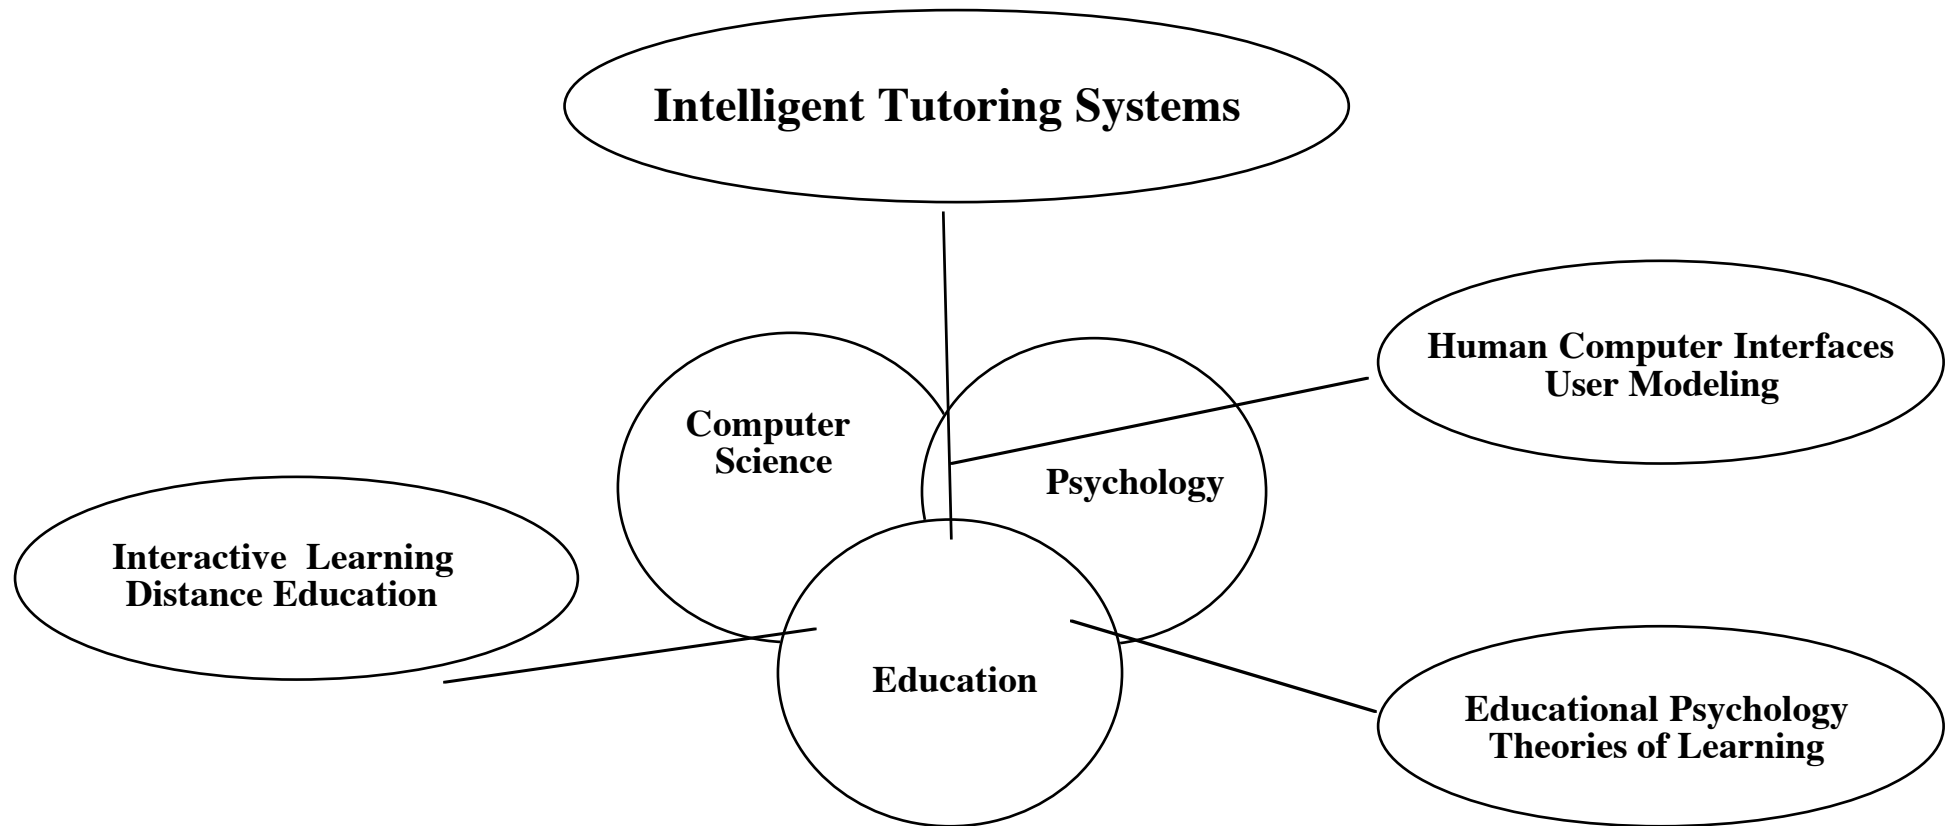 Intelligent Tutoring Systems
Human Computer Interfaces
User Modeling
Computer
Science
Psychology
Interactive Learning
Distance Education
Education
Educational Psychology
Theories of Learning